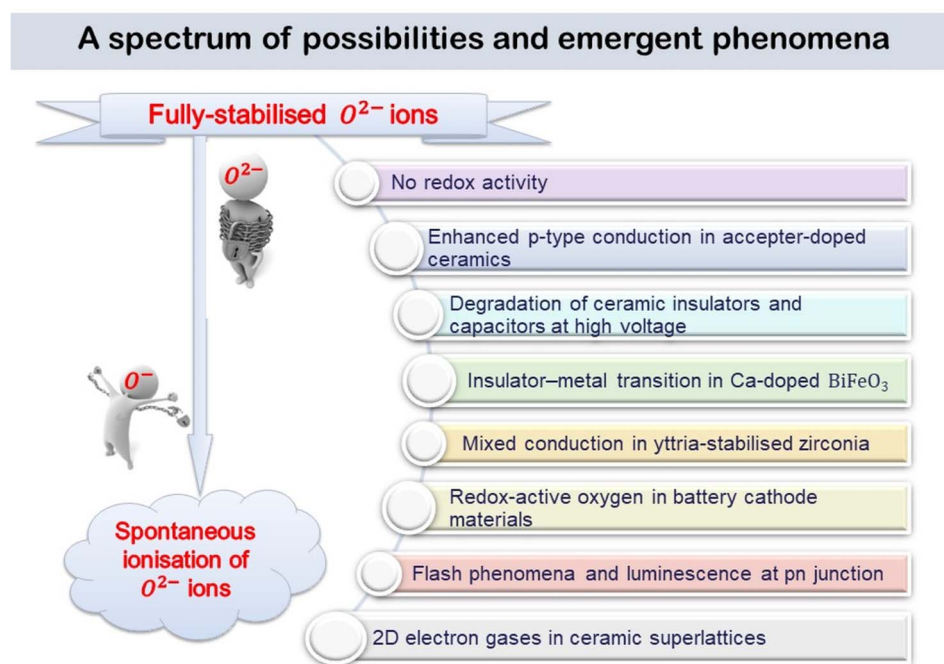 A spectrum of possibilities and emergent phenomena
Fully-stabilised O²⁻ ions
O²⁻
No redox activity
Enhanced p-type conduction in accepter-doped
ceramics
Degradation of ceramic insulators and
capacitors at high voltage
Insulator–metal transition in Ca-doped BiFeO₃
O⁻
Mixed conduction in yttria-stabilised zirconia
Redox-active oxygen in battery cathode
materials
Spontaneous
ionisation of
O²⁻ ions
Flash phenomena and luminescence at pn junction
2D electron gases in ceramic superlattices